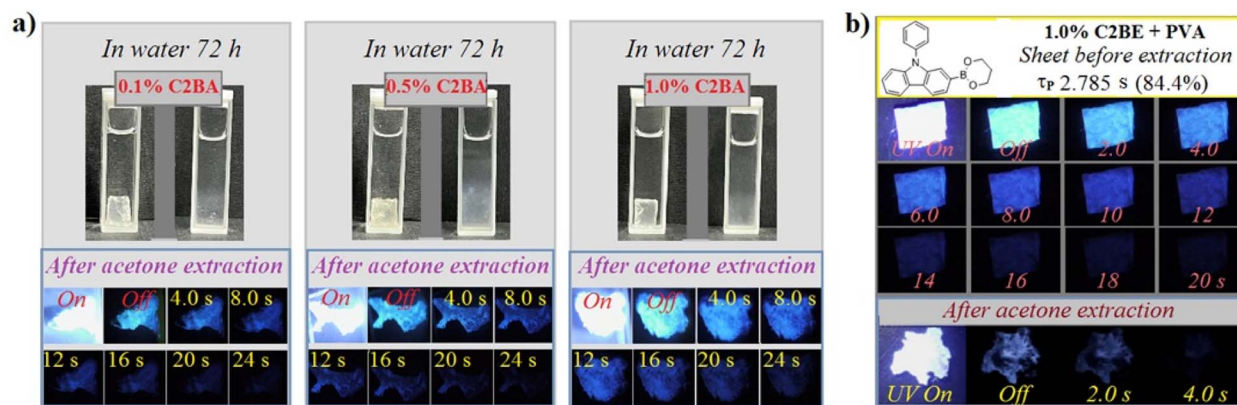 a)
In water 72 h
0.1% C2BA
After acetone extraction
On Off 4.0 s 8.0 s
12 s 16 s 20 s 24 s
In water 72 h
0.5% C2BA
After acetone extraction
On Off 4.0 s 8.0 s
12 s 16 s 20 s 24 s
In water 72 h
1.0% C2BA
After acetone extraction
On Off 4.0 s 8.0 s
12 s 16 s 20 s 24 s
b)
1.0% C2BE + PVA
Sheet before extraction
τP 2.785 s (84.4%)
N
B
O
O
UV On Off 2.0 4.0
6.0 8.0 10 12
14 16 18 20 s
After acetone extraction
UV On Off 2.0 s 4.0 s